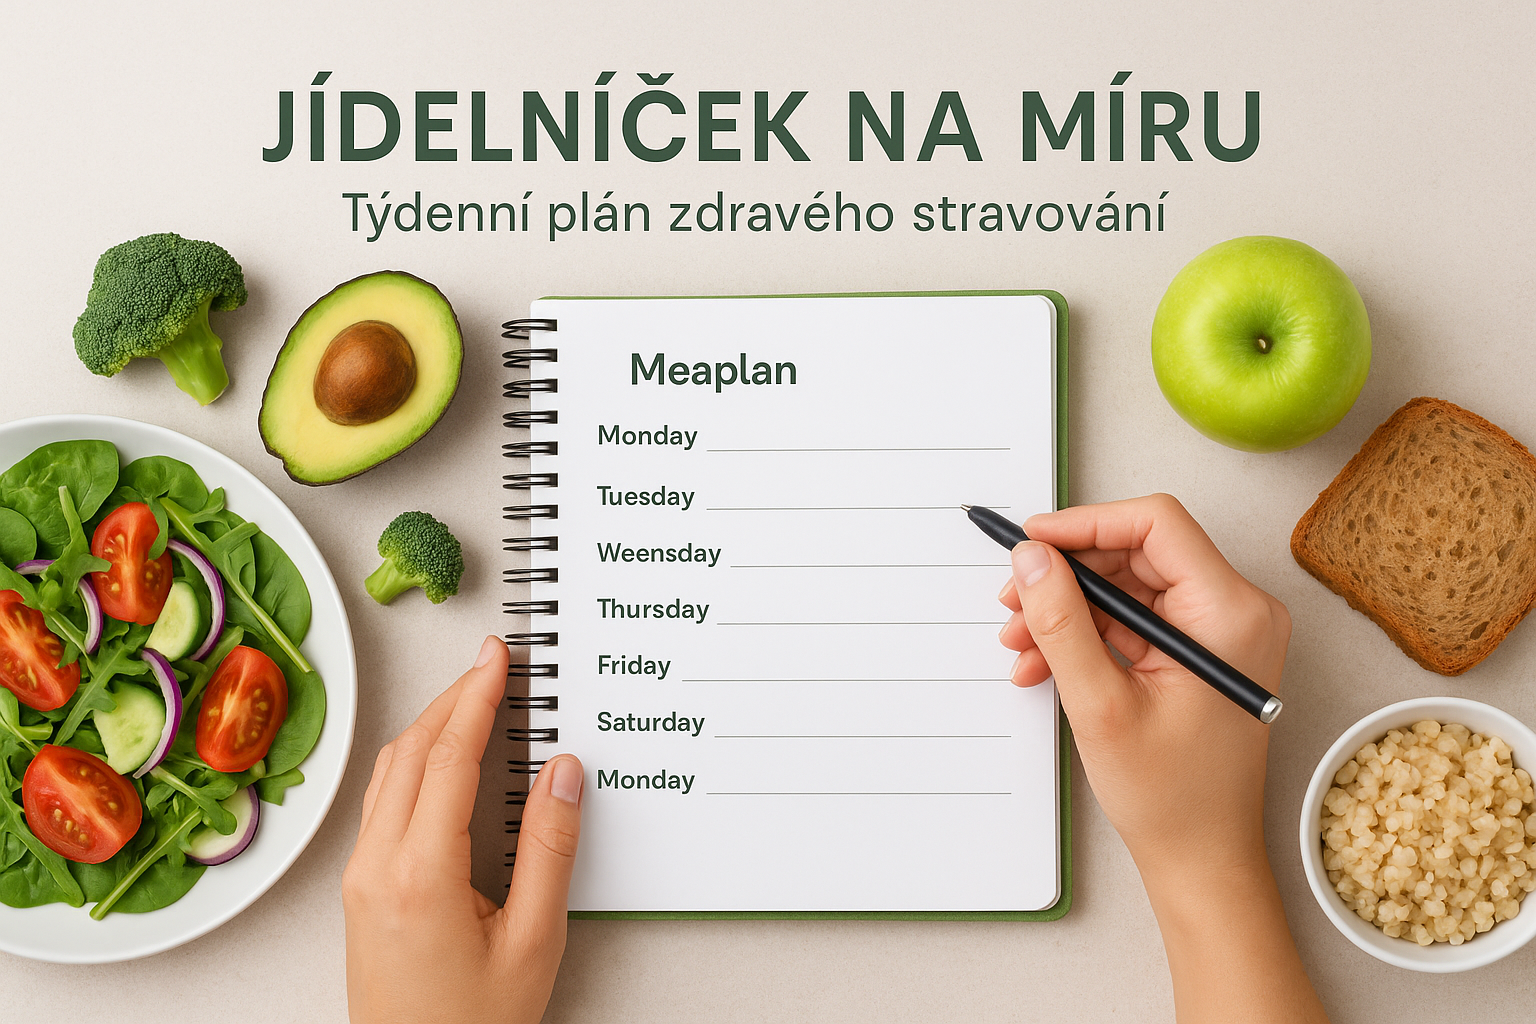 JÍDELNÍČEK NA MÍRU
Týdenní plán zdravého stravování
Meaplan
Monday
Tuesday
Weensday
Thursday
Friday
Saturday
Monday